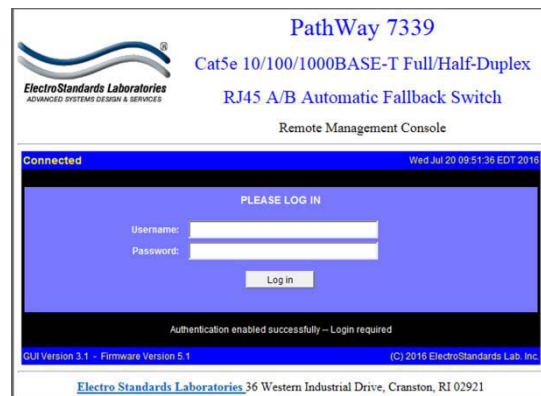 PathWay 7339
Cat5e 10/100/1000BASE-T Full/Half-Duplex
RJ45 A/B Automatic Fallback Switch
Remote Management Console
®
ElectroStandards Laboratories
ADVANCED SYSTEMS DESIGN & SERVICES
Connected Wed Jul 20 09:51:36 EDT 2016
PLEASE LOG IN
Username:
Password:
Log in
Authentication enabled successfully -- Login required
GUI Version 3.1 - Firmware Version 5.1 (C) 2016 ElectroStandards Lab. Inc.
Electro Standards Laboratories 36 Western Industrial Drive, Cranston, RI 02921